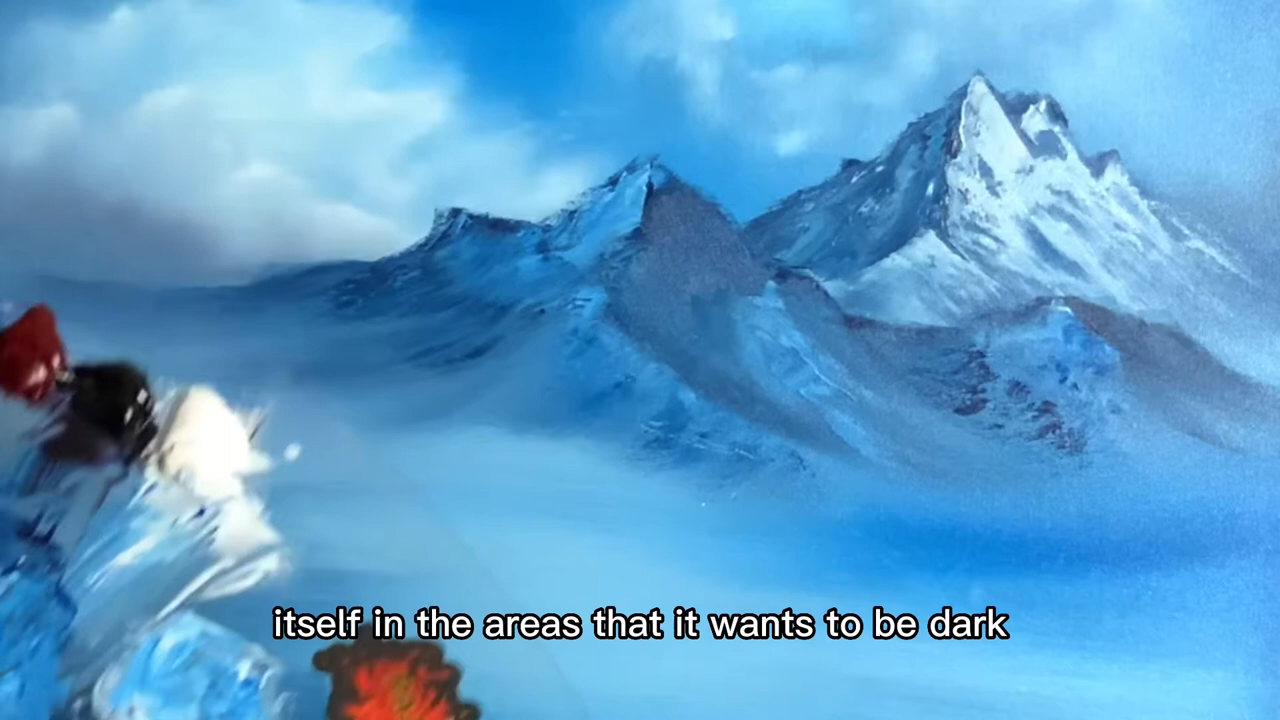 itself in the areas that it wants to be dark